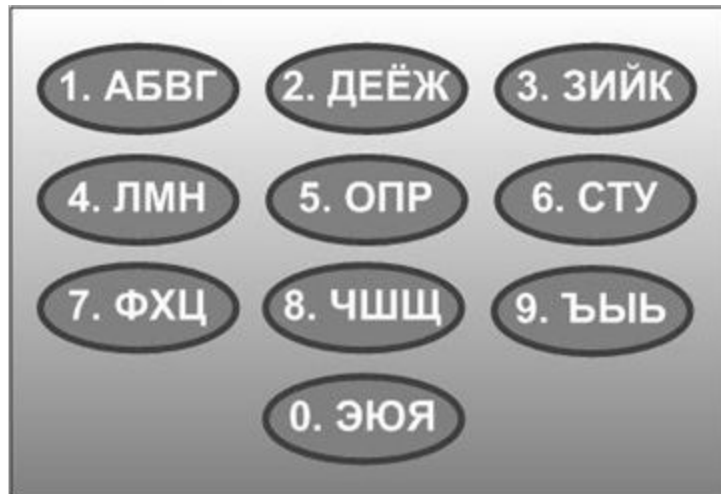 1. АБВГ 2. ДЕЁЖ 3. ЗИЙК
4. ЛМН 5. ОПР 6. СТУ
7. ФХЦ 8. ЧШЩ 9. ЪЫЬ
0. ЭЮЯ